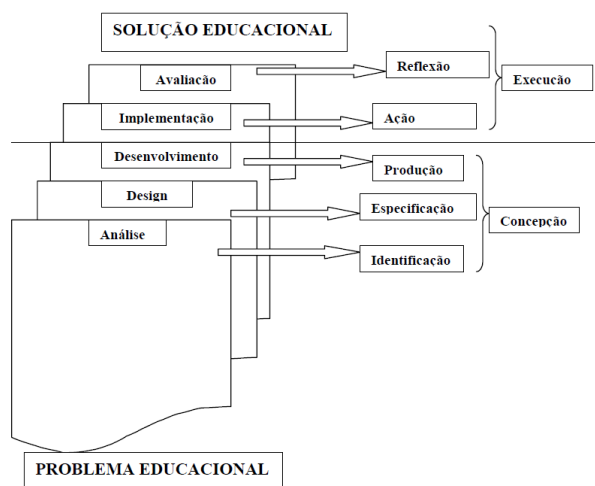 SOLUÇÃO EDUCACIONAL
Avaliação
Reflexão
Execução
Implementação
Ação
Desenvolvimento
Produção
Design
Especificação
Concepção
Análise
Identificação
PROBLEMA EDUCACIONAL